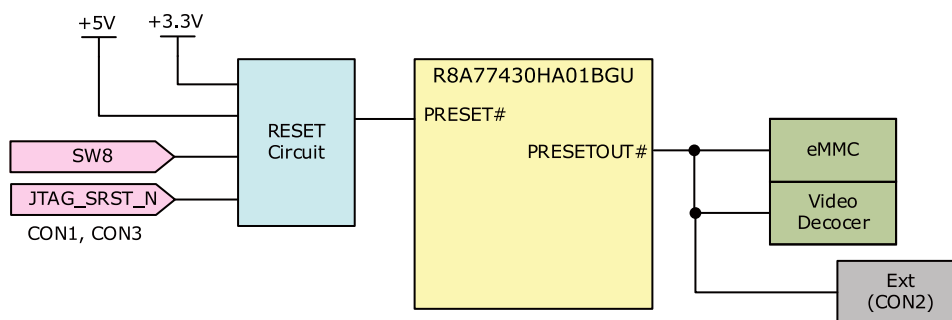 +5V
+3.3V
RESET
Circuit
SW8
JTAG_SRST_N
CON1, CON3
R8A77430HA01BGU
PRESET#
PRESETOUT#
eMMC
Video
Decocer
Ext
(CON2)